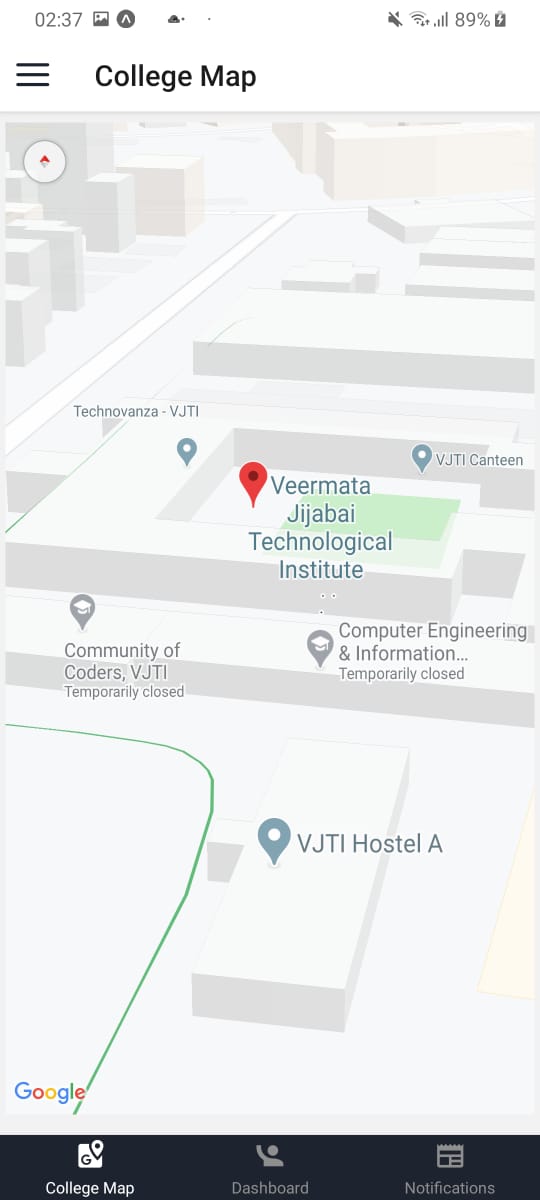 02:37
89%
College Map
Technovanza - VJTI
VJTI Canteen
Veermata
Jijabai
Technological
Institute
Computer Engineering
& Information...
Temporarily closed
Community of
Coders, VJTI
Temporarily closed
VJTI Hostel A
Google
College Map
Dashboard
Notifications